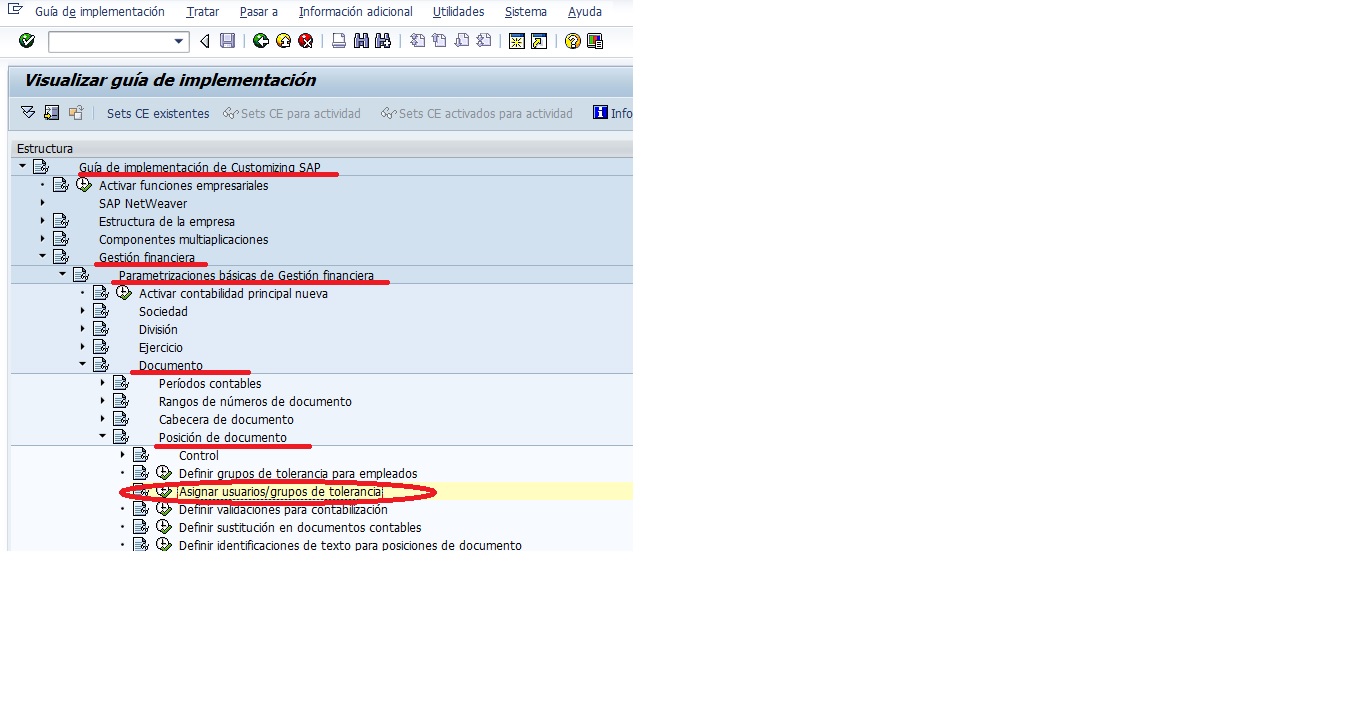 Guía de implementación Tratar Pasar a Información adicional Utilidades Sistema Ayuda
Visualizar guía de implementación
Sets CE existentes Sets CE para actividad Sets CE activados para actividad Info
Estructura
Guía de implementación de Customizing SAP
Activar funciones empresariales
SAP NetWeaver
Estructura de la empresa
Componentes multiaplicaciones
Gestión financiera
Parametrizaciones básicas de Gestión financiera
Activar contabilidad principal nueva
Sociedad
División
Ejercicio
Documento
Períodos contables
Rangos de números de documento
Cabecera de documento
Posición de documento
Control
Definir grupos de tolerancia para empleados
Asignar usuarios/grupos de tolerancia
Definir validaciones para contabilización
Definir sustitución en documentos contables
Definir identificaciones de texto para posiciones de documento